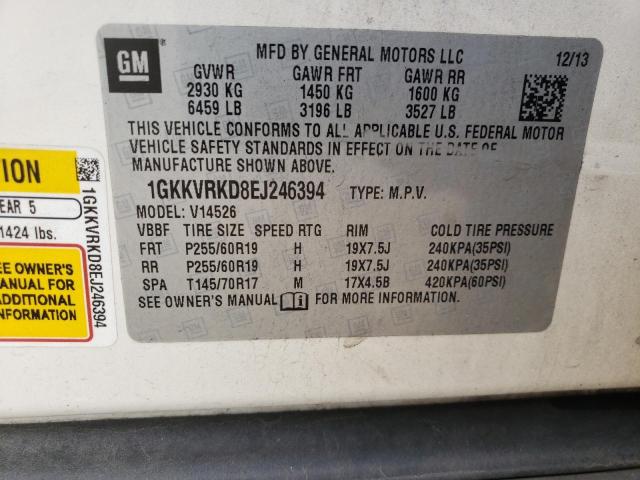 GM
MFD BY GENERAL MOTORS LLC 12/13
GVWR GAWR FRT GAWR RR
2930 KG 1450 KG 1600 KG
6459 LB 3196 LB 3527 LB
THIS VEHICLE CONFORMS TO ALL APPLICABLE U.S. FEDERAL MOTOR
VEHICLE SAFETY STANDARDS IN EFFECT ON THE DATE OF
MANUFACTURE SHOWN ABOVE.
1GKKVRKD8EJ246394 TYPE: M.P.V.
MODEL: V14526
VBBF TIRE SIZE SPEED RTG RIM COLD TIRE PRESSURE
FRT P255/60R19 H 19X7.5J 240KPA(35PSI)
RR P255/60R19 H 19X7.5J 240KPA(35PSI)
SPA T145/70R17 M 17X4.5B 420KPA(60PSI)
SEE OWNER'S MANUAL FOR MORE INFORMATION.
EAR 5
1424 lbs.
SEE OWNER'S
MANUAL FOR
ADDITIONAL
INFORMATION
1GKKVRKD8EJ246394